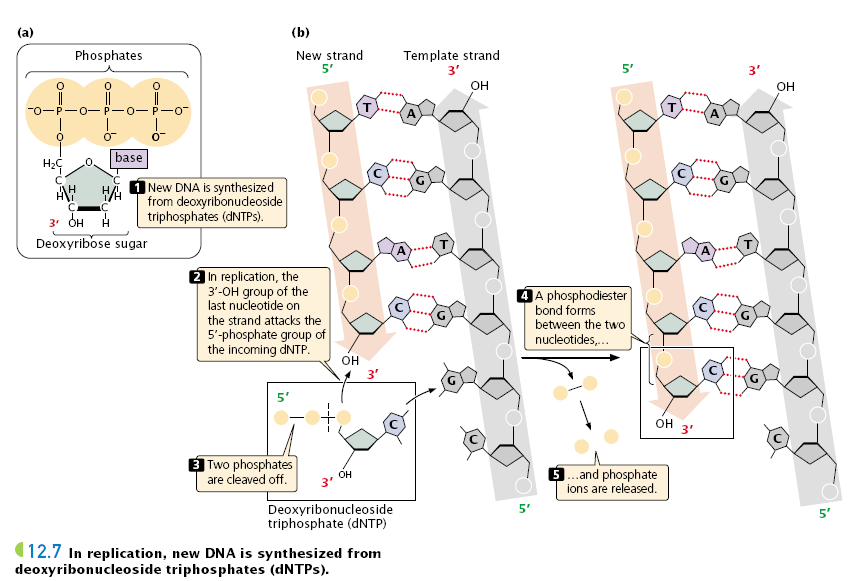 (a)
Phosphates
O O O
⁻O—P—O—P—O—P—O⁻
O O⁻ O⁻
H₂C
O
base
C C
H H H H
C C
3′ OH H
Deoxyribose sugar
1 New DNA is synthesized
from deoxyribonucleoside
triphosphates (dNTPs).
(b)
New strand
5′
Template strand
3′
OH
T A
C G
A T
C G
OH
3′
G
C
5′
2 In replication, the
3′-OH group of the
last nucleotide on
the strand attacks the
5′-phosphate group of
the incoming dNTP.
5′
C
OH
3′
3 Two phosphates
are cleaved off.
Deoxyribonucleoside
triphosphate (dNTP)
4 A phosphodiester
bond forms
between the two
nucleotides,…
5 …and phosphate
ions are released.
5′
3′
OH
T A
C G
A T
C G
C G
OH
3′
C
5′
12.7 In replication, new DNA is synthesized from
deoxyribonucleoside triphosphates (dNTPs).